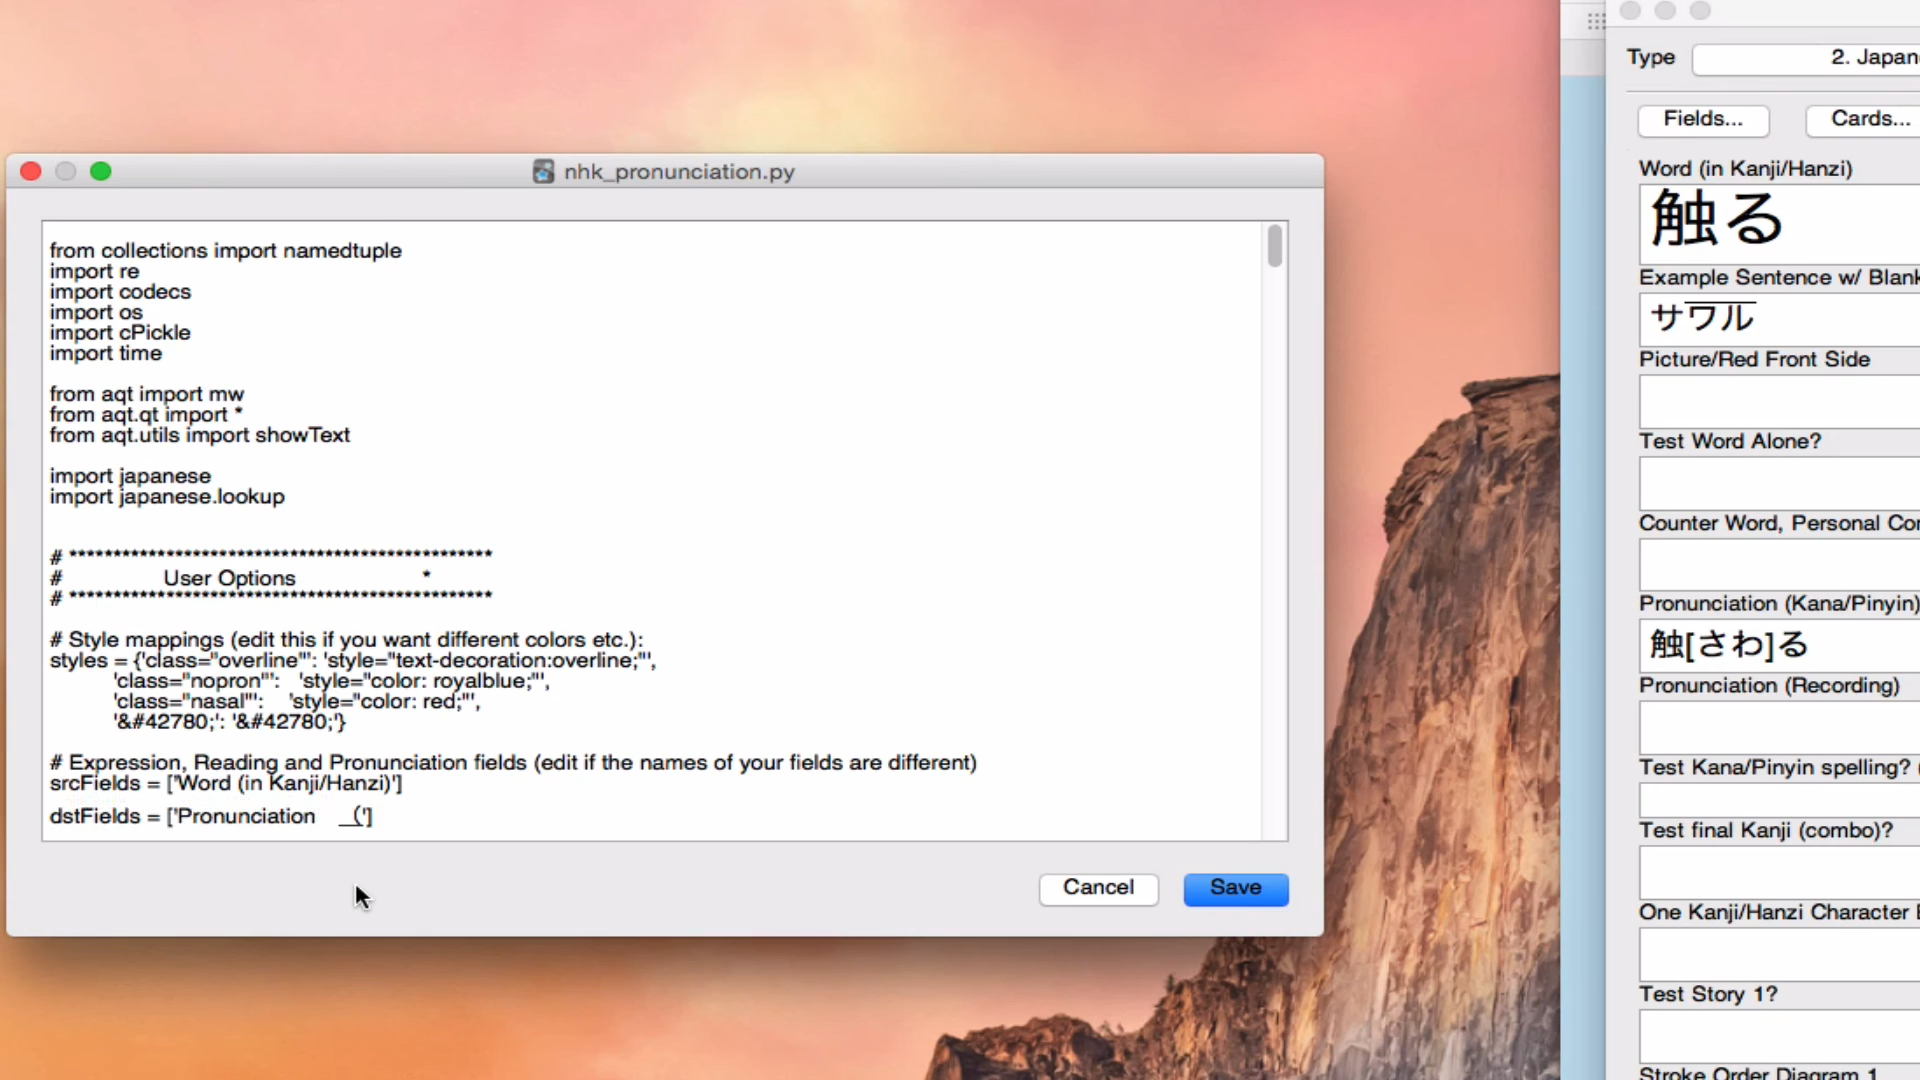 nhk_pronunciation.py
from collections import namedtuple
import re
import codecs
import os
import cPickle
import time
from aqt import mw
from aqt.qt import *
from aqt.utils import showText
import japanese
import japanese.lookup
# ************************************************
# User Options *
# ************************************************
# Style mappings (edit this if you want different colors etc.):
styles = {'class="overline"': 'style="text-decoration:overline;"',
'class="nopron"': 'style="color: royalblue;"',
'class="nasal"': 'style="color: red;"',
'&#42780;': '&#42780;'}
# Expression, Reading and Pronunciation fields (edit if the names of your fields are different)
srcFields = ['Word (in Kanji/Hanzi)']
dstFields = ['Pronunciation _(']
Cancel
Save
Type
2. Japan
Fields...
Cards...
Word (in Kanji/Hanzi)
触る
Example Sentence w/ Blank
サワル
Picture/Red Front Side
Test Word Alone?
Counter Word, Personal Con
Pronunciation (Kana/Pinyin)
触[さわ]る
Pronunciation (Recording)
Test Kana/Pinyin spelling? (
Test final Kanji (combo)?
One Kanji/Hanzi Character
Test Story 1?
Stroke Order Diagram 1